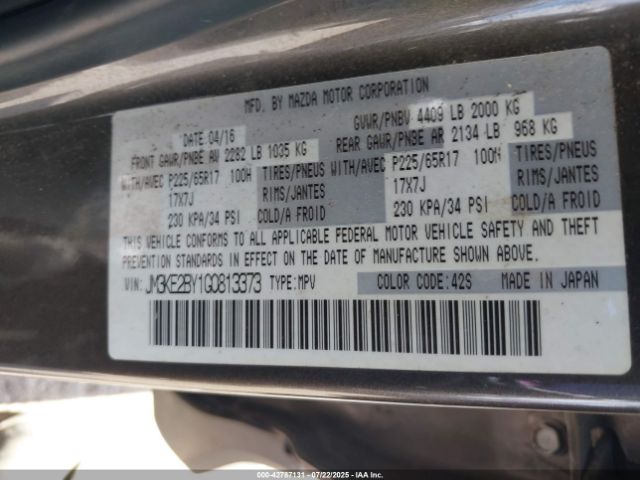 MFD. BY MAZDA MOTOR CORPORATION
DATE 04/16 GVWR/PNBV 4409 LB 2000 KG
FRONT GAWR/PNBE AV 2282 LB 1035 KG REAR GAWR/PNBE AR 2134 LB 968 KG
WITH/AVEC P225/65R17 100H TIRES/PNEUS WITH/AVEC P225/65R17 100H TIRES/PNEUS
17X7J RIMS/JANTES 17X7J RIMS/JANTES
230 KPA/34 PSI COLD/A FROID 230 KPA/34 PSI COLD/A FROID
THIS VEHICLE CONFORMS TO ALL APPLICABLE FEDERAL MOTOR VEHICLE SAFETY AND THEFT
PREVENTION STANDARDS IN EFFECT ON THE DATE OF MANUFACTURE SHOWN ABOVE.
VIN: JM3KE2BY1G0813373 TYPE:MPV COLOR CODE:42S MADE IN JAPAN
000-42787131 - 07/22/2025 - IAA Inc.